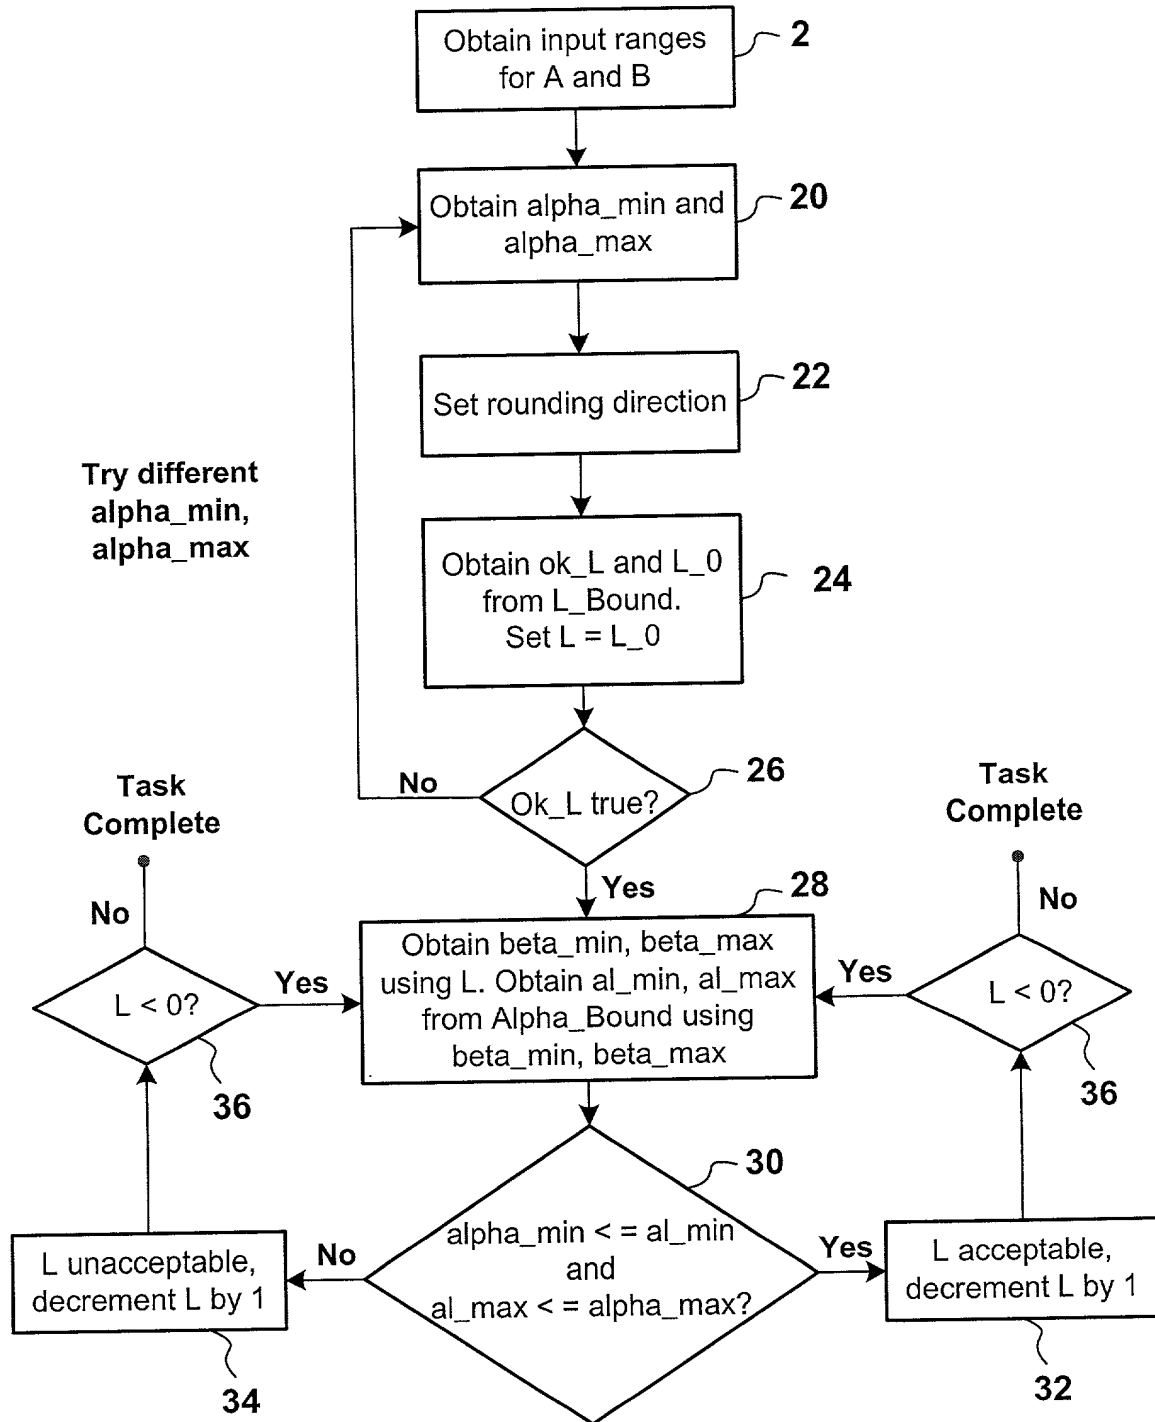 Obtain input ranges
for A and B
2
Obtain alpha_min and
alpha_max
20
Set rounding direction
22
Try different
alpha_min,
alpha_max
Obtain ok_L and L_0
from L_Bound.
Set L = L_0
24
Ok_L true?
26
No
Yes
Task
Complete
No
L < 0?
Yes
36
Task
Complete
No
L < 0?
Yes
36
Obtain beta_min, beta_max
using L. Obtain al_min, al_max
from Alpha_Bound using
beta_min, beta_max
28
alpha_min < = al_min
and
al_max < = alpha_max?
30
No
Yes
L unacceptable,
decrement L by 1
34
L acceptable,
decrement L by 1
32